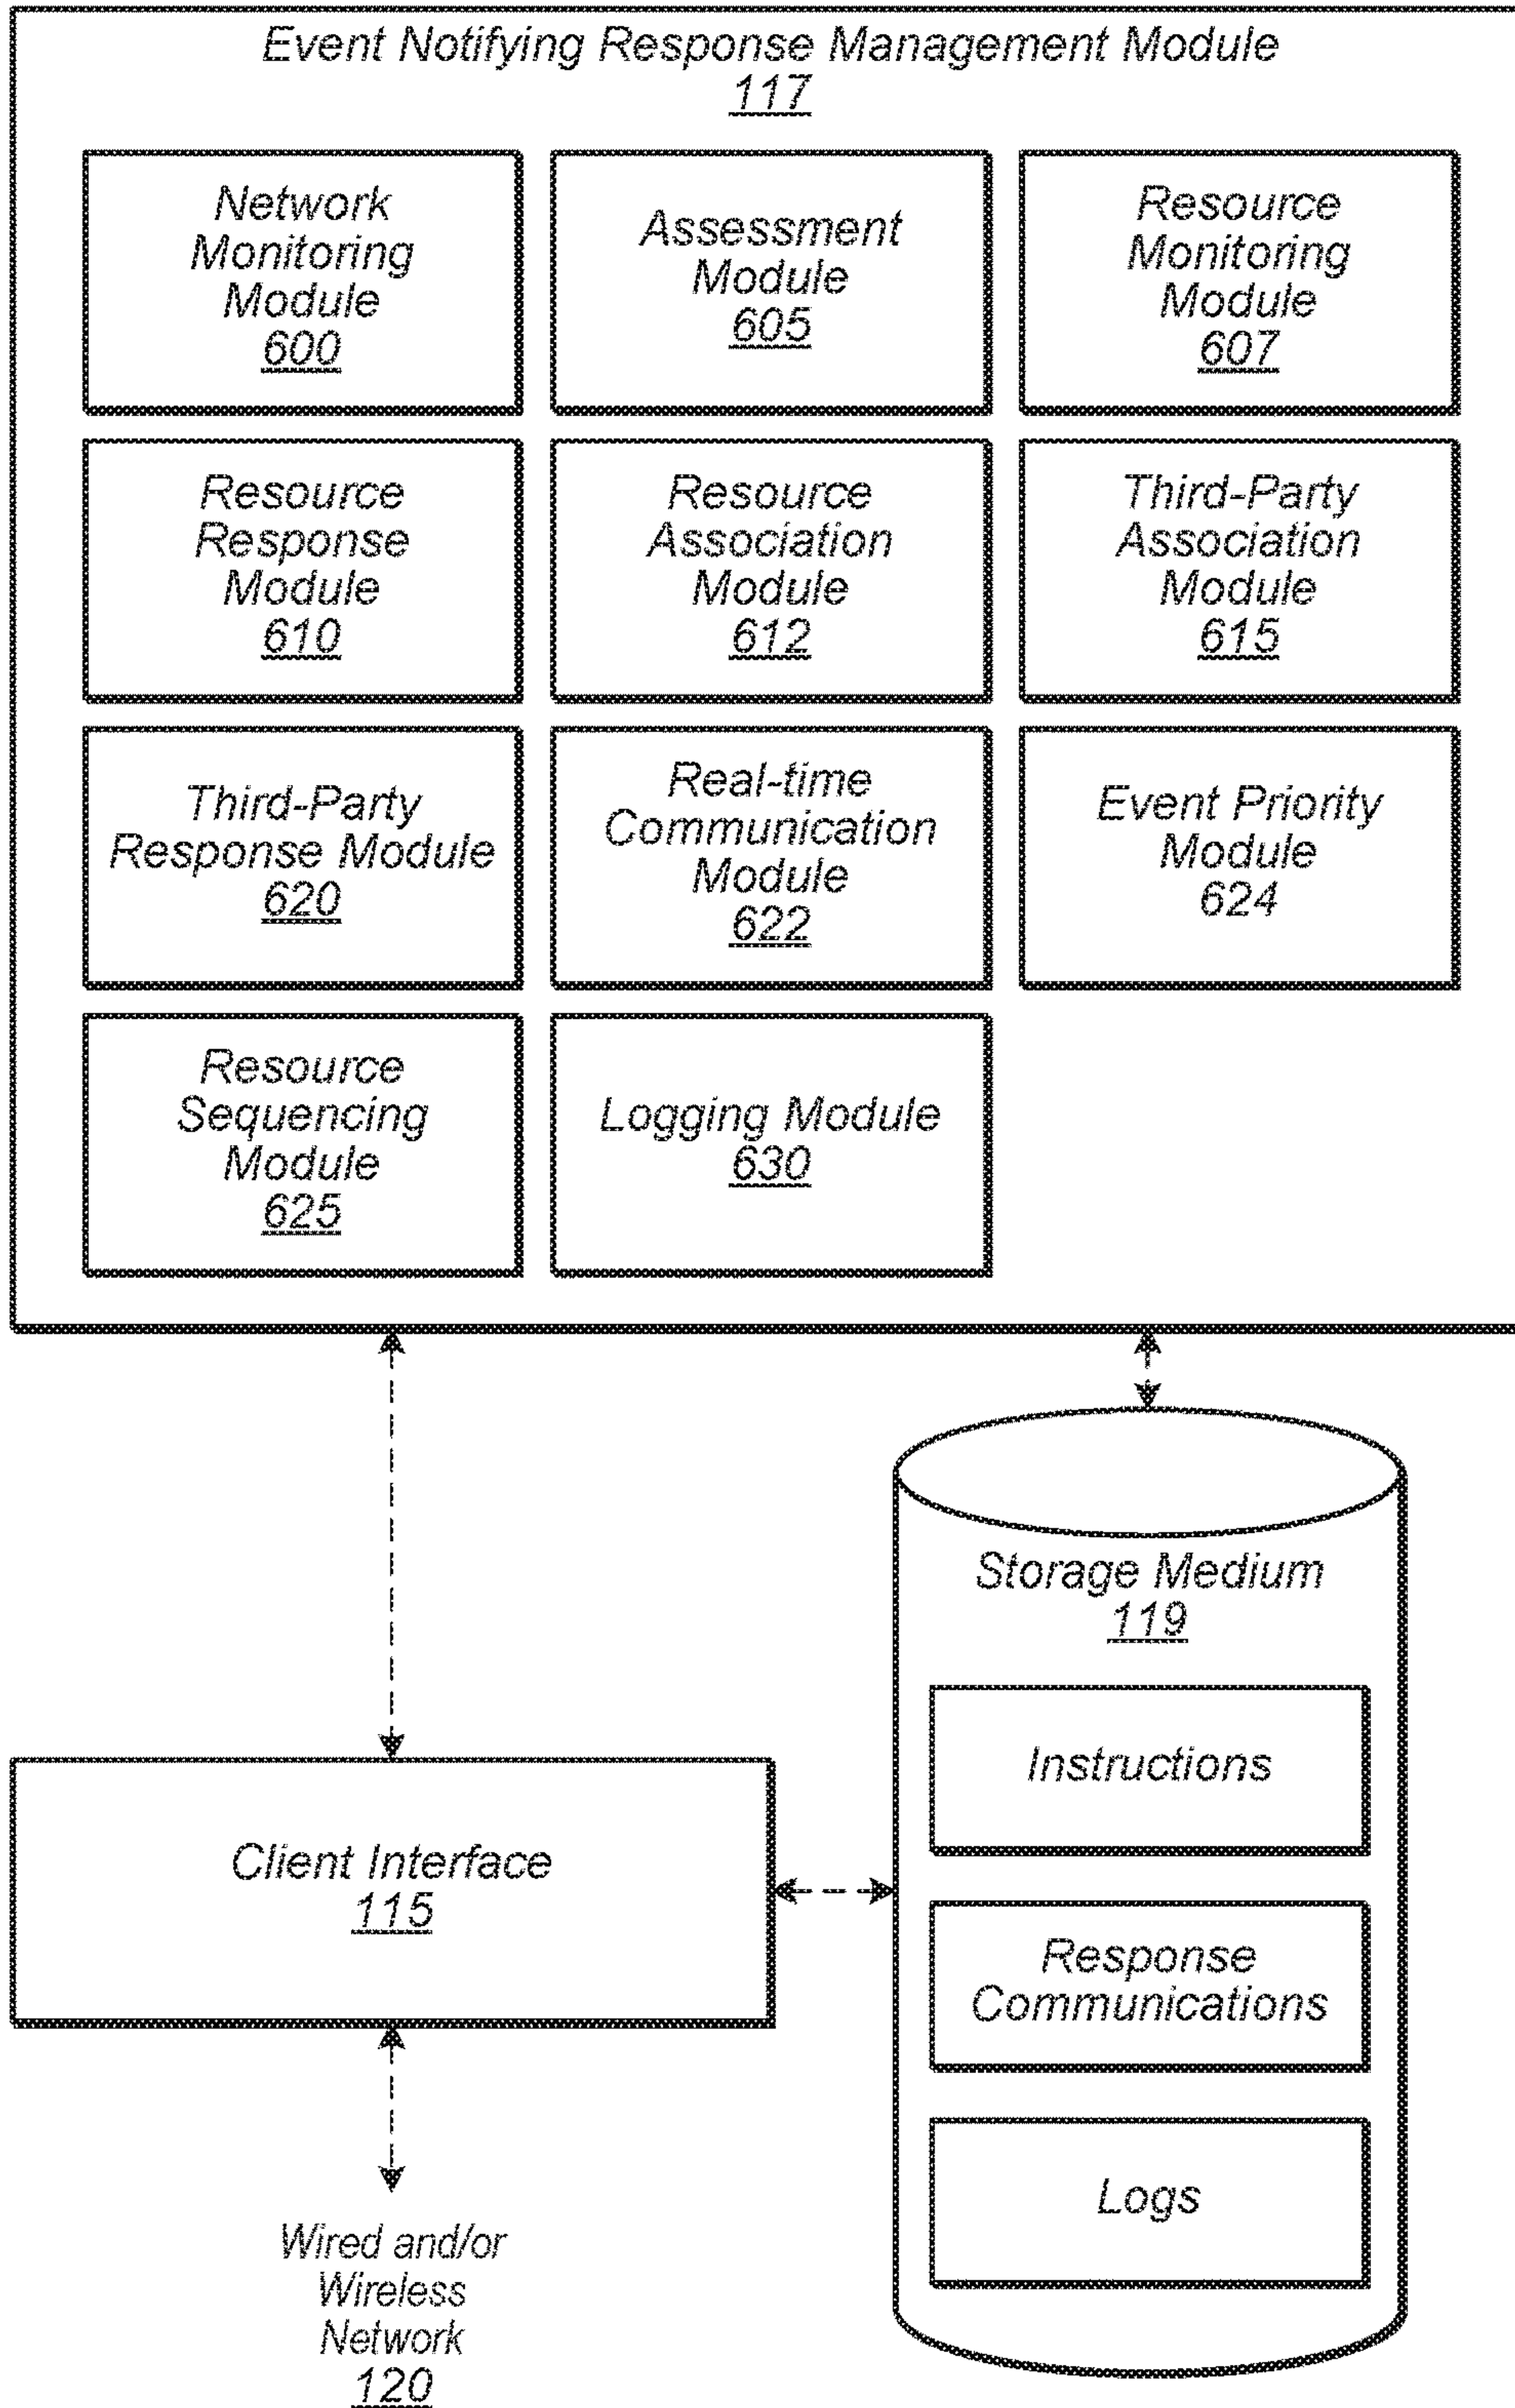 Event Notifying Response Management Module
117
Network
Monitoring
Module
600
Assessment
Module
605
Resource
Monitoring
Module
607
Resource
Response
Module
610
Resource
Association
Module
612
Third-Party
Association
Module
615
Third-Party
Response Module
620
Real-time
Communication
Module
622
Event Priority
Module
624
Resource
Sequencing
Module
625
Logging Module
630
Storage Medium
119
Instructions
Response
Communications
Logs
Client Interface
115
Wired and/or
Wireless
Network
120